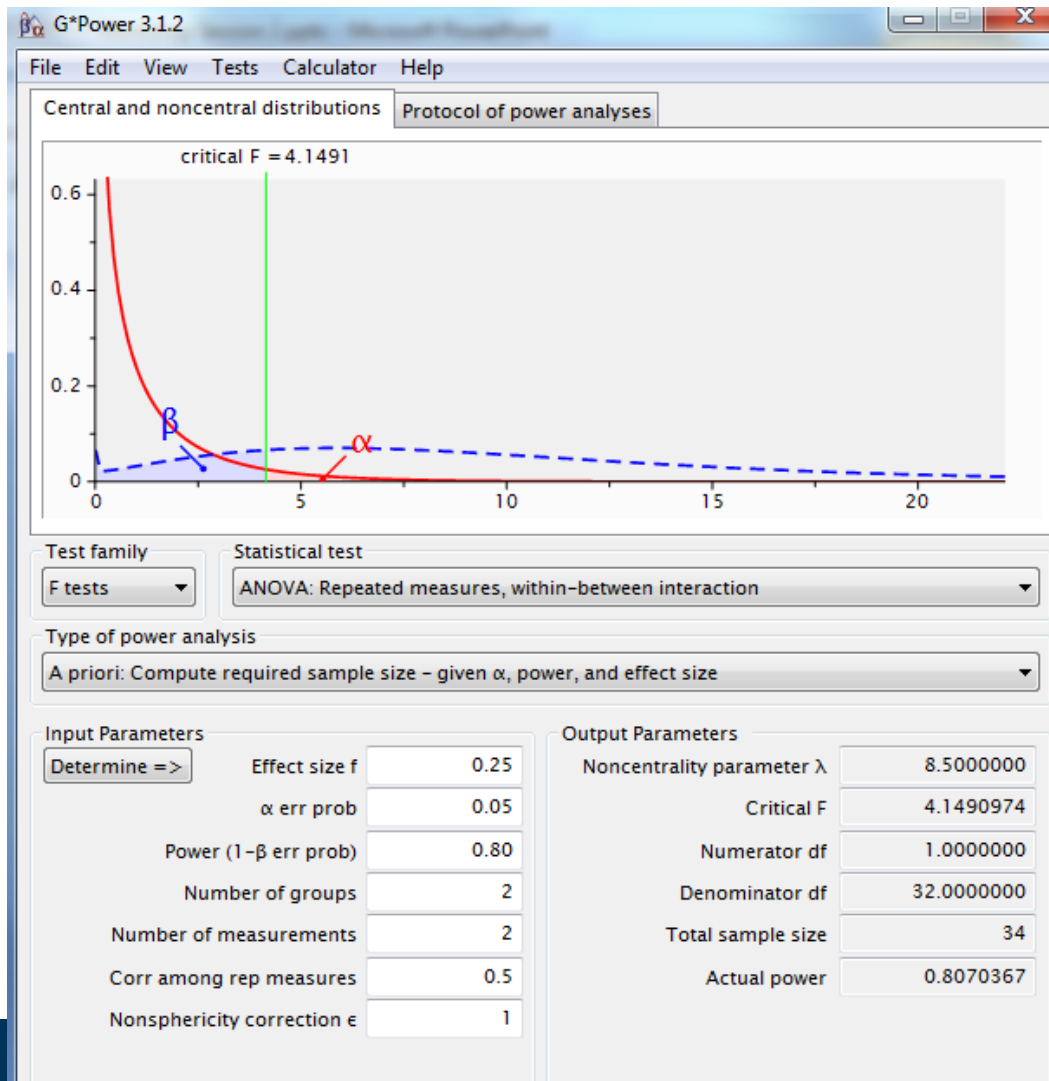 G*Power 3.1.2
File Edit View Tests Calculator Help
Central and noncentral distributions Protocol of power analyses
critical F = 4.1491
0.6
0.4
0.2
0
β
α
0 5 10 15 20
Test family Statistical test
F tests ANOVA: Repeated measures, within-between interaction
Type of power analysis
A priori: Compute required sample size - given α, power, and effect size
Input Parameters Output Parameters
Determine => Effect size f 0.25 Noncentrality parameter λ 8.5000000
α err prob 0.05 Critical F 4.1490974
Power (1-β err prob) 0.80 Numerator df 1.0000000
Number of groups 2 Denominator df 32.0000000
Number of measurements 2 Total sample size 34
Corr among rep measures 0.5 Actual power 0.8070367
Nonsphericity correction ϵ 1